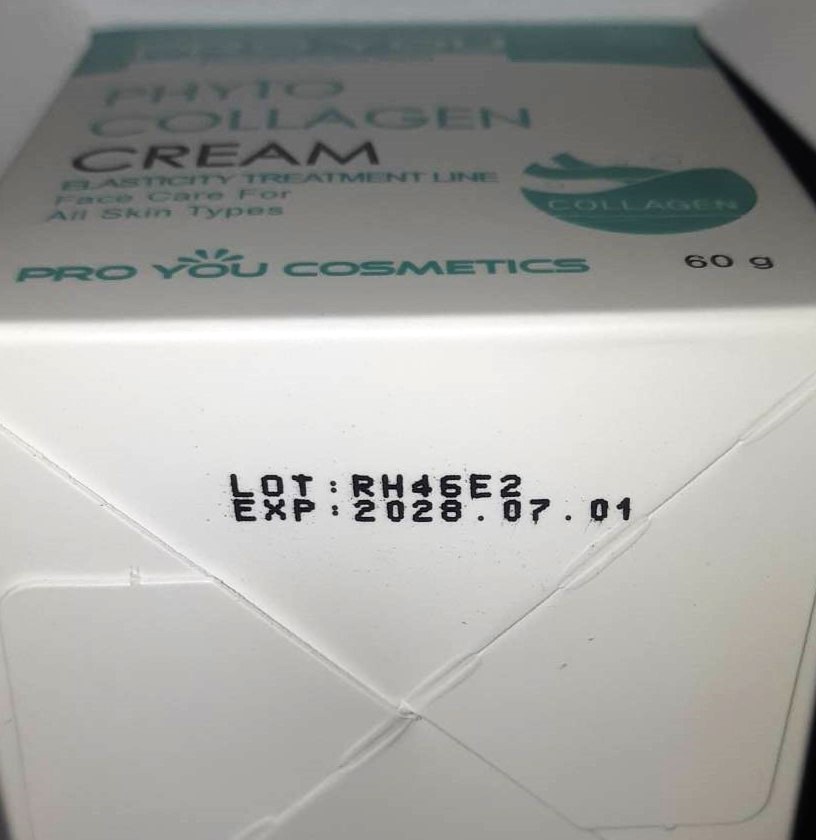 PHYTO
COLLAGEN
CREAM
ELASTICITY TREATMENT LINE
Face Care For
All Skin Types
COLLAGEN
PRO YOU COSMETICS
60 g
LOT:RH46E2
EXP:2028.07.01